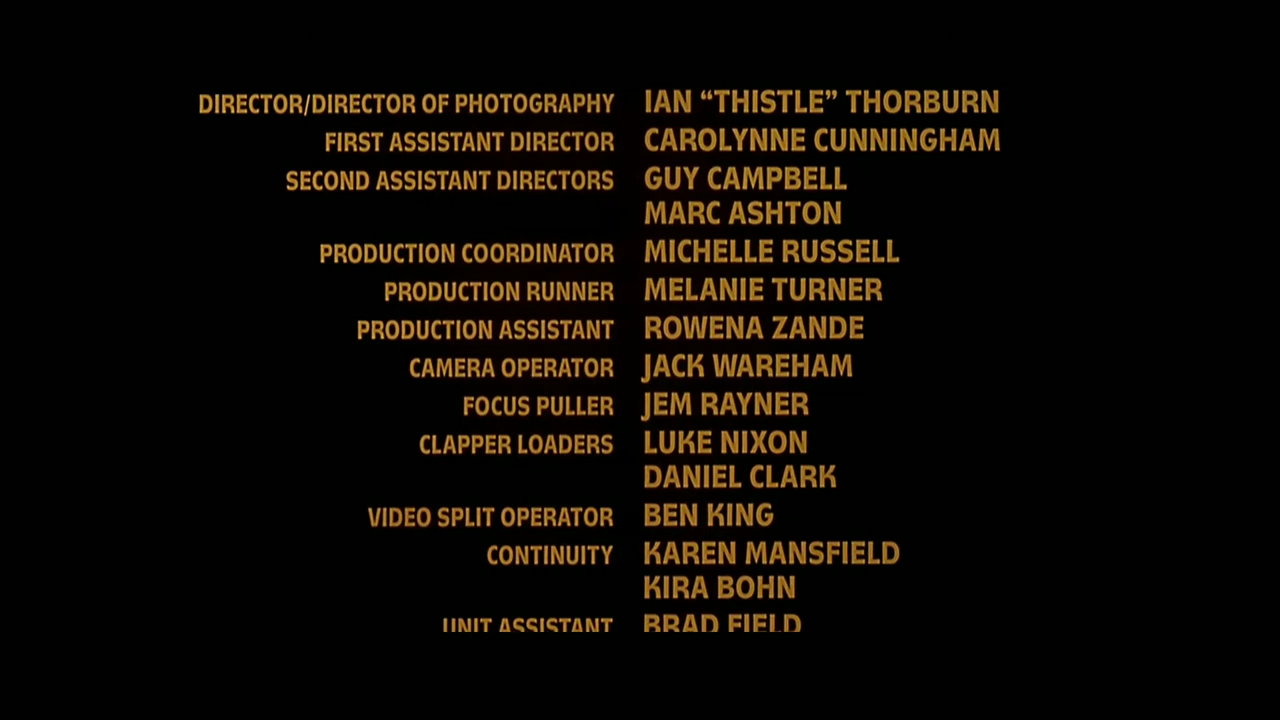 DIRECTOR/DIRECTOR OF PHOTOGRAPHY IAN “THISTLE” THORBURN
FIRST ASSISTANT DIRECTOR CAROLYNNE CUNNINGHAM
SECOND ASSISTANT DIRECTORS GUY CAMPBELL
MARC ASHTON
PRODUCTION COORDINATOR MICHELLE RUSSELL
PRODUCTION RUNNER MELANIE TURNER
PRODUCTION ASSISTANT ROWENA ZANDE
CAMERA OPERATOR JACK WAREHAM
FOCUS PULLER JEM RAYNER
CLAPPER LOADERS LUKE NIXON
DANIEL CLARK
VIDEO SPLIT OPERATOR BEN KING
CONTINUITY KAREN MANSFIELD
KIRA BOHN
UNIT ASSISTANT BRAD FIELD